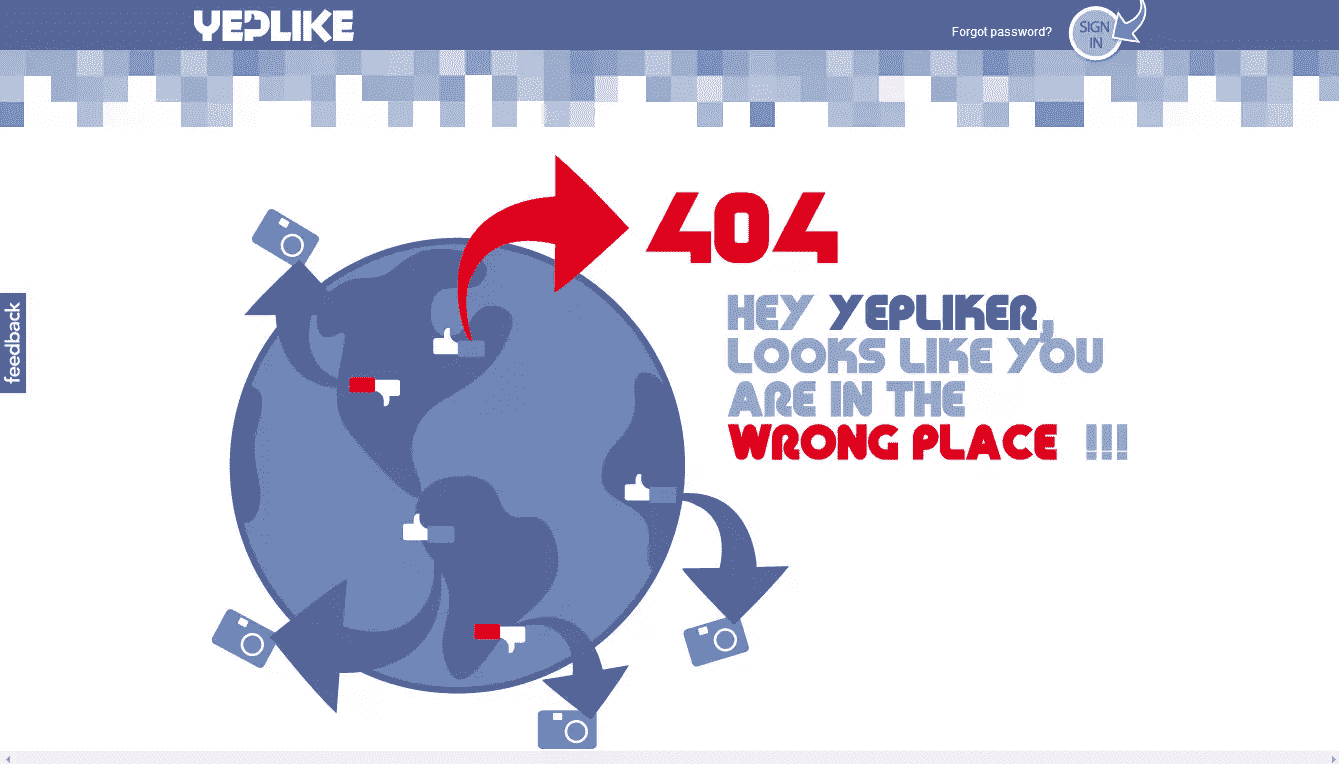 YEPLIKE
Forgot password?
SIGN
IN
feedback
404
HEY YEPLIKER,
LOOKS LIKE YOU
ARE IN THE
WRONG PLACE !!!